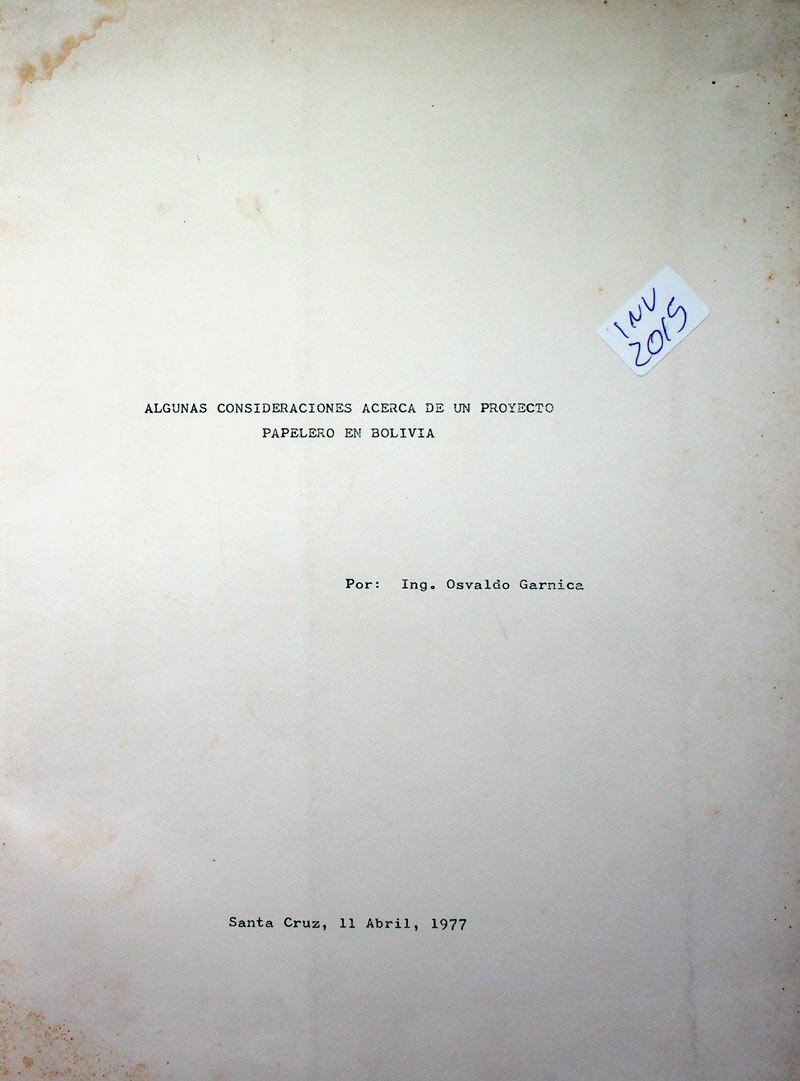 INV
2015
ALGUNAS CONSIDERACIONES ACERCA DE UN PROYECTO
PAPELERO EN BOLIVIA
Por: Ing. Osvaldo Garnica
Santa Cruz, 11 Abril, 1977